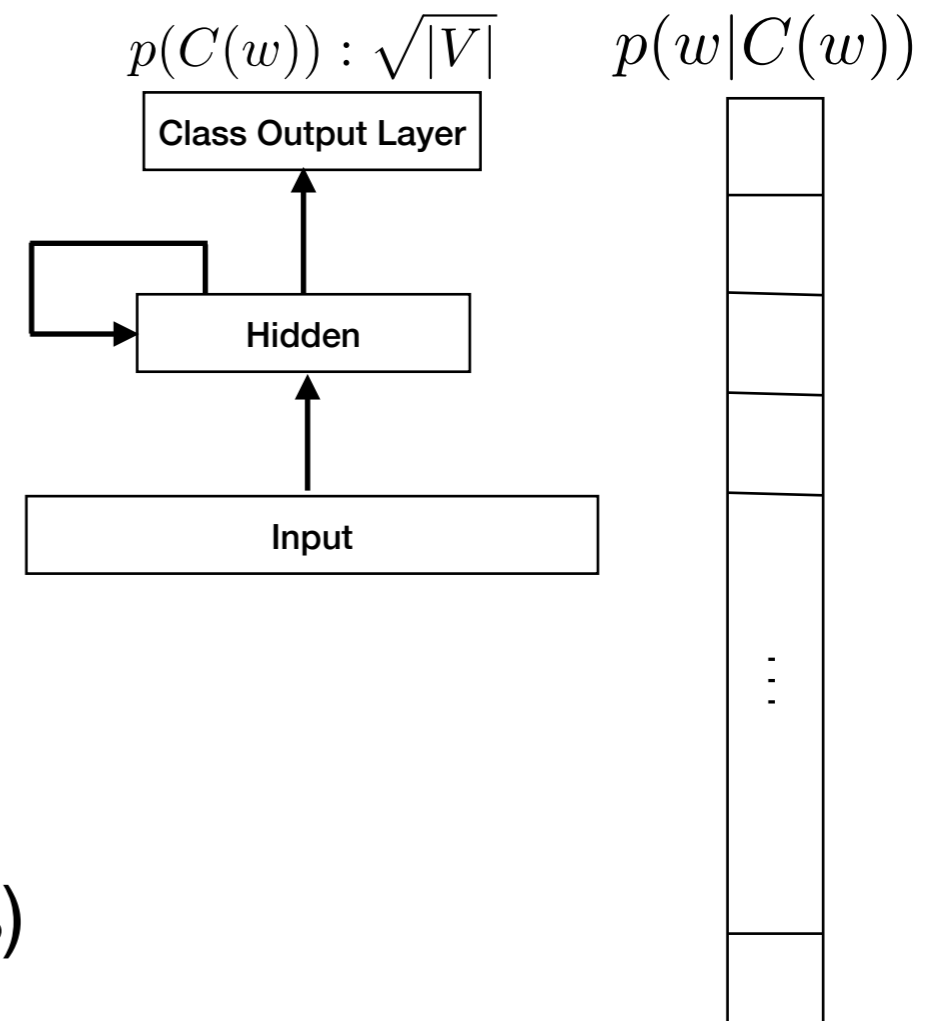 p(C(w)) : √|V|
p(w|C(w))
Class Output Layer
Hidden
Input
)